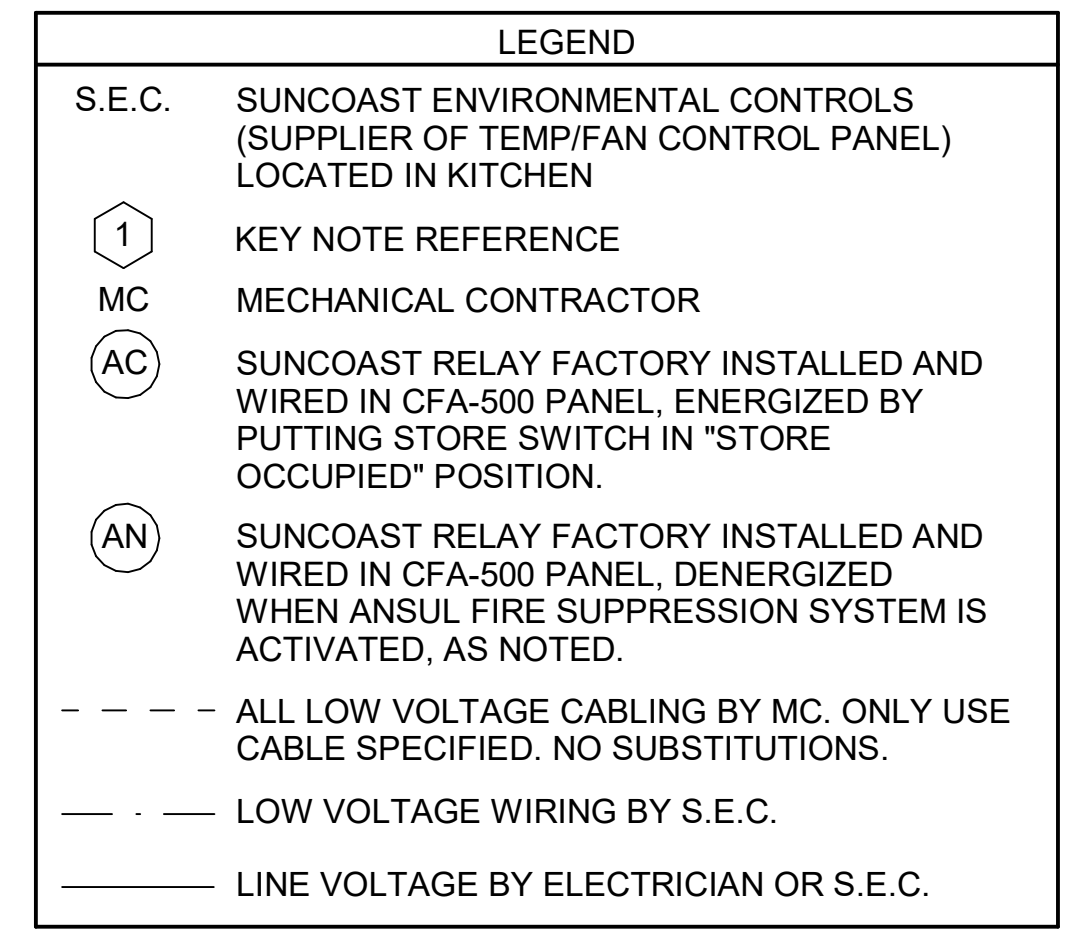 LEGEND
S.E.C. SUNCOAST ENVIRONMENTAL CONTROLS
(SUPPLIER OF TEMP/FAN CONTROL PANEL)
LOCATED IN KITCHEN
1 KEY NOTE REFERENCE
MC MECHANICAL CONTRACTOR
AC SUNCOAST RELAY FACTORY INSTALLED AND
WIRED IN CFA-500 PANEL, ENERGIZED BY
PUTTING STORE SWITCH IN "STORE
OCCUPIED" POSITION.
AN SUNCOAST RELAY FACTORY INSTALLED AND
WIRED IN CFA-500 PANEL, DENERGIZED
WHEN ANSUL FIRE SUPPRESSION SYSTEM IS
ACTIVATED, AS NOTED.
ALL LOW VOLTAGE CABLING BY MC. ONLY USE
CABLE SPECIFIED. NO SUBSTITUTIONS.
LOW VOLTAGE WIRING BY S.E.C.
LINE VOLTAGE BY ELECTRICIAN OR S.E.C.